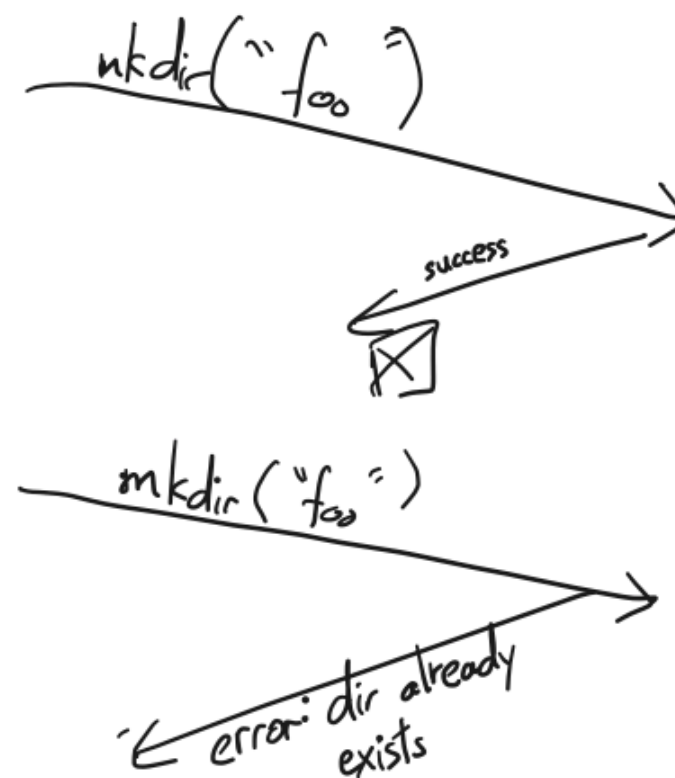 mkdir("foo")
success
mkdir("foo")
error: dir already
exists